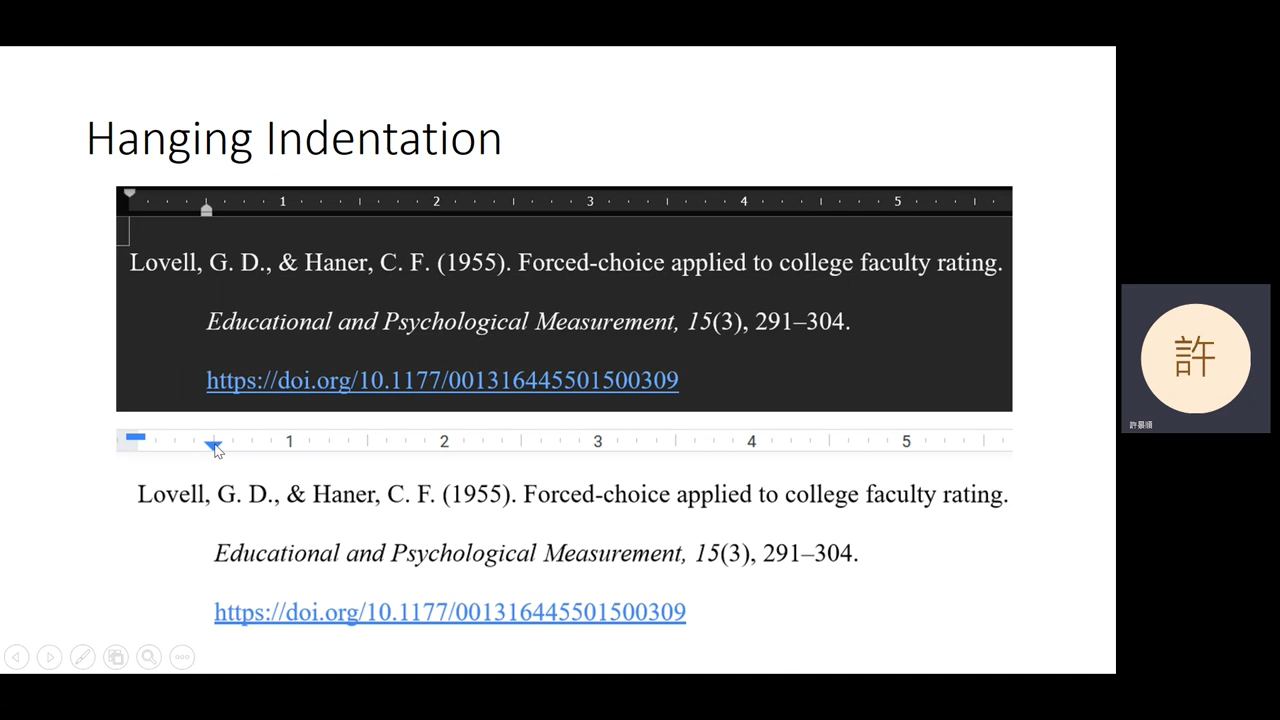 Hanging Indentation
1 2 3 4 5
Lovell, G. D., & Haner, C. F. (1955). Forced-choice applied to college faculty rating.
Educational and Psychological Measurement, 15(3), 291–304.
https://doi.org/10.1177/001316445501500309
1 2 3 4 5
Lovell, G. D., & Haner, C. F. (1955). Forced-choice applied to college faculty rating.
Educational and Psychological Measurement, 15(3), 291–304.
https://doi.org/10.1177/001316445501500309
許
許景順